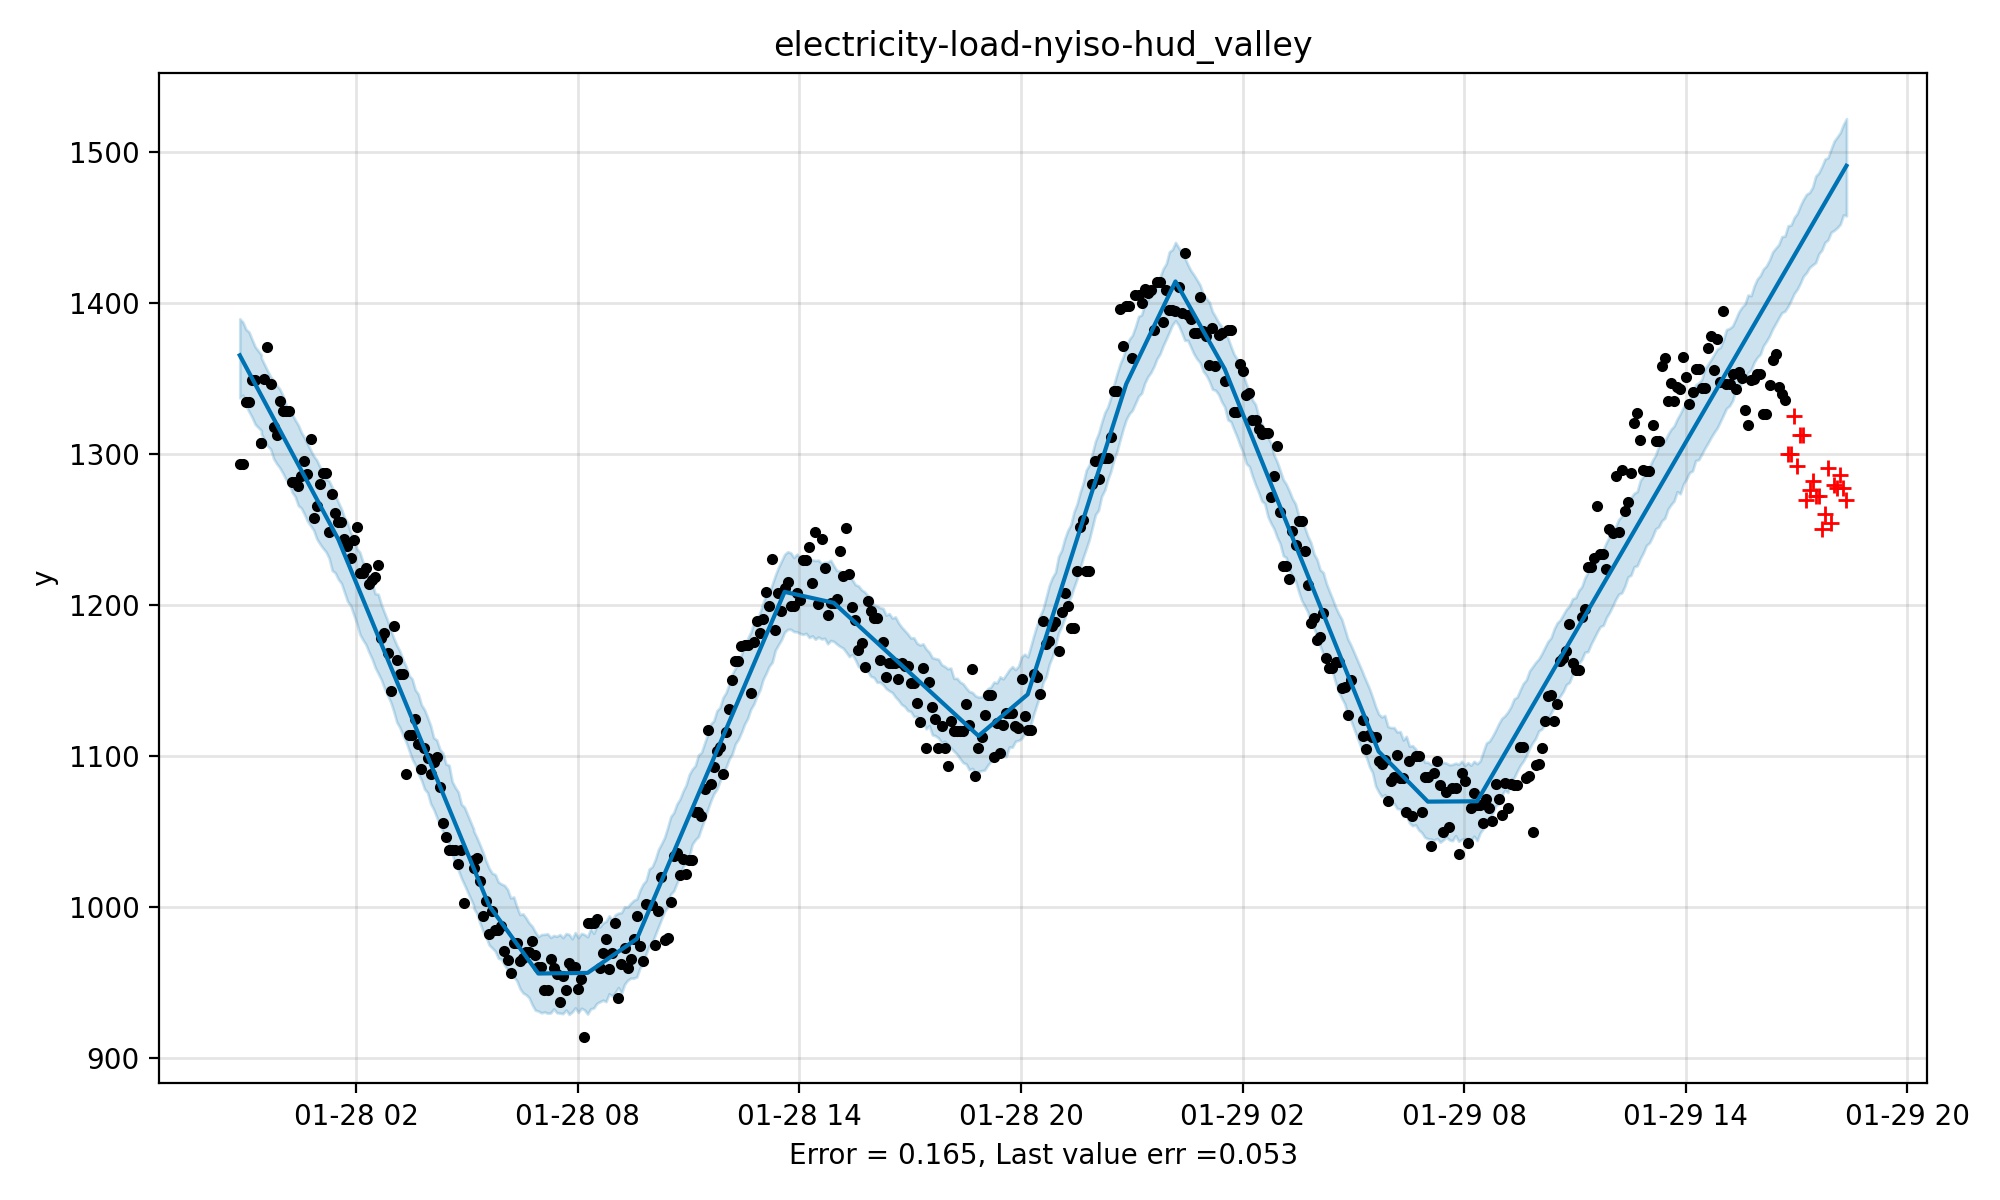 electricity-load-nyiso-hud_valley
1500
1400
1300
1200
1100
1000
900
y
01-28 02 01-28 08 01-28 14 01-28 20 01-29 02 01-29 08 01-29 14 01-29 20
Error = 0.165, Last value err =0.053